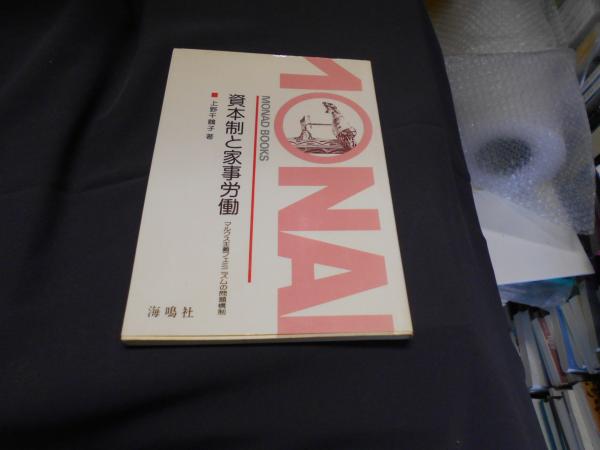 MONAD
MONAD BOOKS
資本制と家事労働
マルクス主義フェミニズムの問題構制
■上野千鶴子著
海鳴社